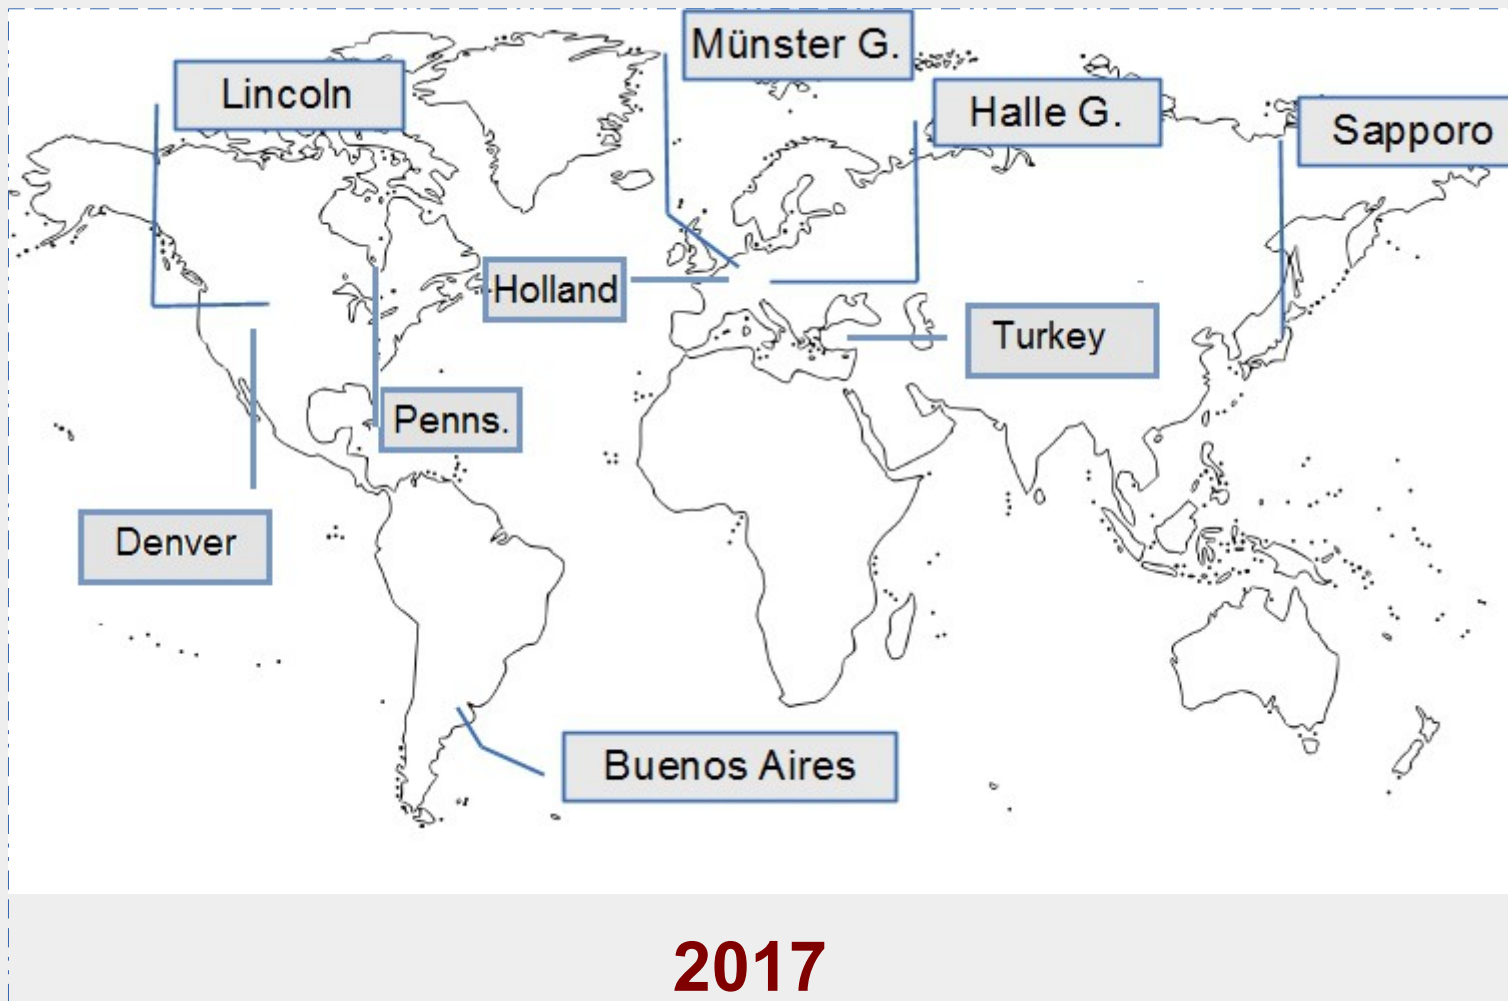 Münster G.
Lincoln
Halle G.
Sapporo
Holland
Turkey
Penns.
Denver
Buenos Aires
2017